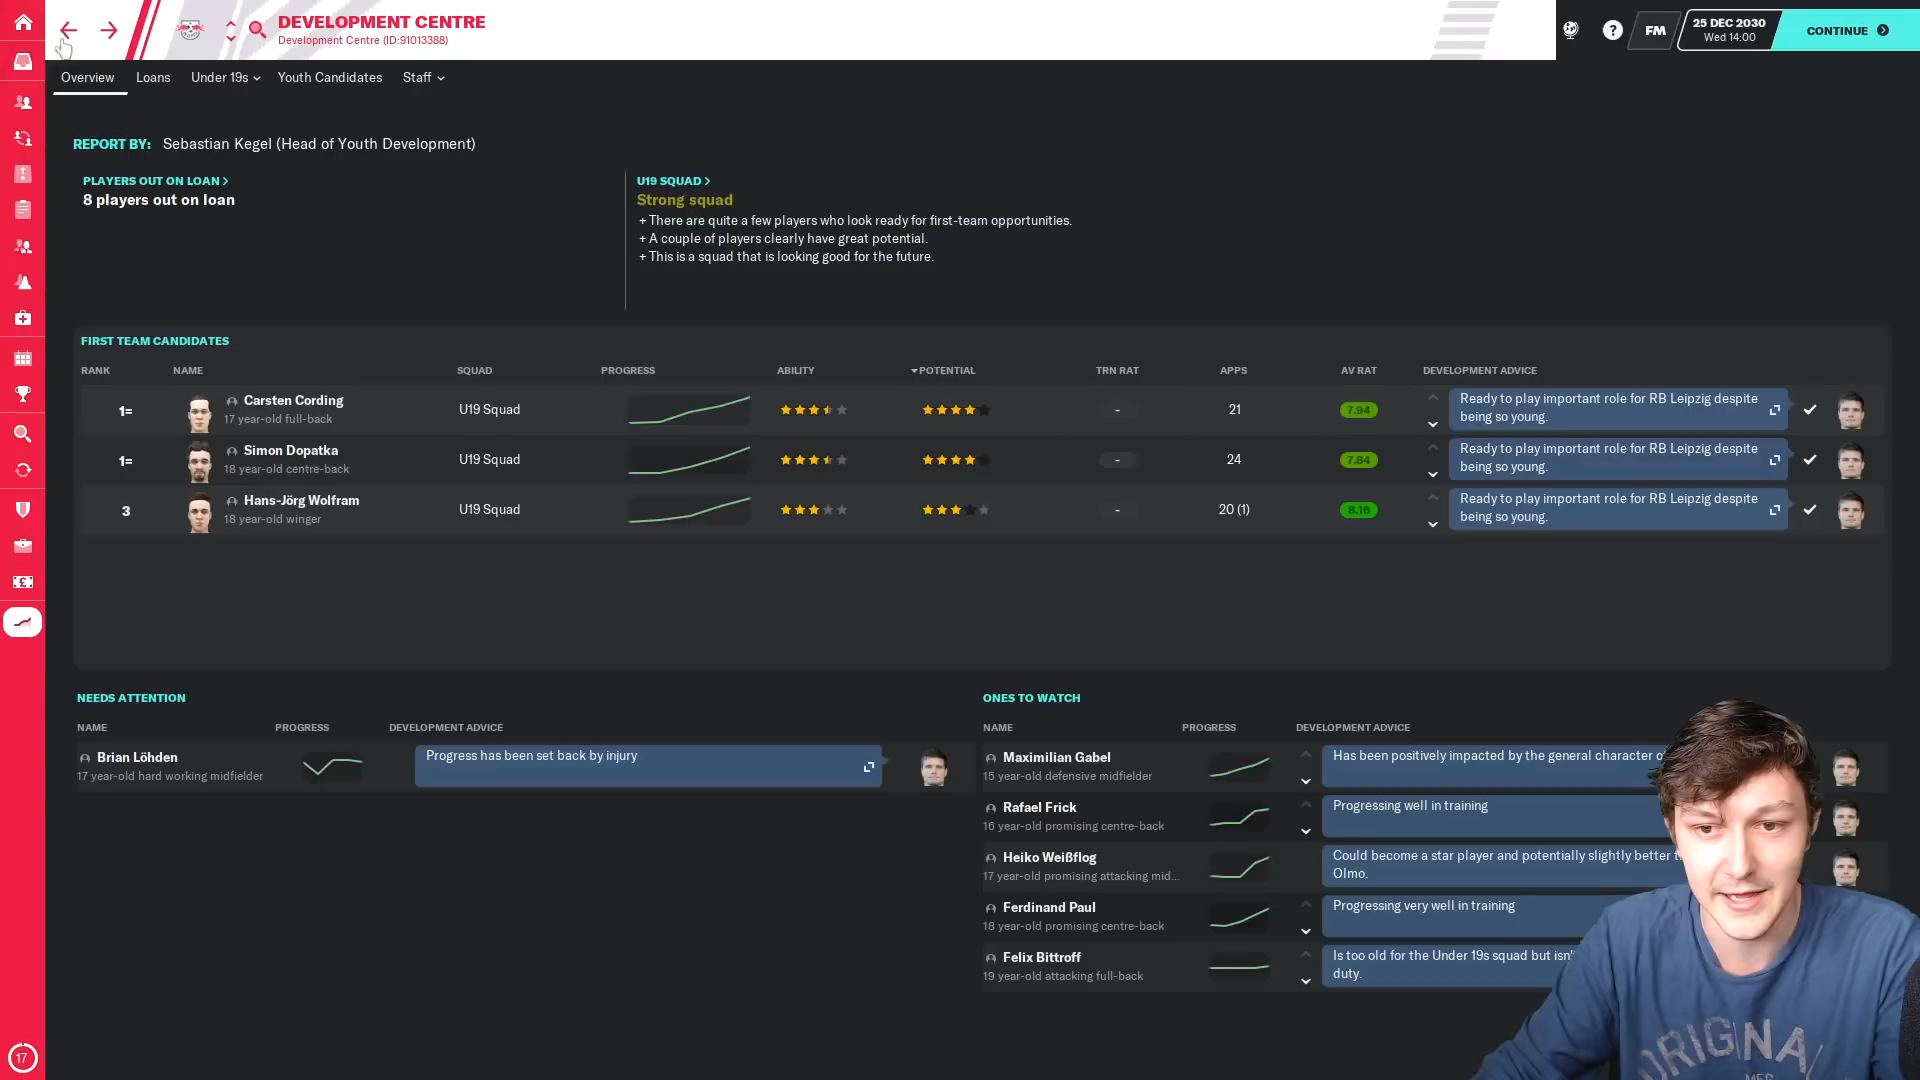 DEVELOPMENT CENTRE
Development Centre (ID:91013388)
FM
25 DEC 2030
Wed 14:00
CONTINUE
Overview
Loans
Under 19s
Youth Candidates
Staff
REPORT BY: Sebastian Kegel (Head of Youth Development)
PLAYERS OUT ON LOAN >
8 players out on loan
U19 SQUAD >
Strong squad
+ There are quite a few players who look ready for first-team opportunities.
+ A couple of players clearly have great potential.
+ This is a squad that is looking good for the future.
FIRST TEAM CANDIDATES
RANK NAME SQUAD PROGRESS ABILITY POTENTIAL TRN RAT APPS AV RAT DEVELOPMENT ADVICE
1= Carsten Cording
17 year-old full-back
U19 Squad - 21 7.94
Ready to play important role for RB Leipzig despite
being so young.
1= Simon Dopatka
18 year-old centre-back
U19 Squad - 24 7.84
Ready to play important role for RB Leipzig despite
being so young.
3 Hans-Jörg Wolfram
18 year-old winger
U19 Squad - 20 (1) 8.16
Ready to play important role for RB Leipzig despite
being so young.
NEEDS ATTENTION
NAME PROGRESS DEVELOPMENT ADVICE
Brian Löhden
17 year-old hard working midfielder
Progress has been set back by injury
ONES TO WATCH
NAME PROGRESS DEVELOPMENT ADVICE
Maximilian Gabel
15 year-old defensive midfielder
Has been positively impacted by the general character
Rafael Frick
16 year-old promising centre-back
Progressing well in training
Heiko Weißflog
17 year-old promising attacking mid...
Could become a star player and potentially slightly better
Olmo.
Ferdinand Paul
18 year-old promising centre-back
Progressing very well in training
Felix Bittroff
19 year-old attacking full-back
Is too old for the Under 19s squad but isn'
duty.
17
ORIGINAL